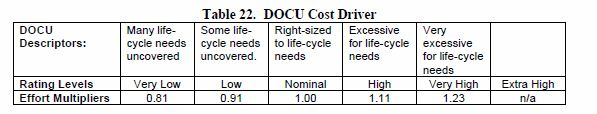 Table 22. DOCU Cost Driver
DOCU Descriptors: Many life-cycle needs uncovered Some life-cycle needs uncovered. Right-sized to life-cycle needs Excessive for life-cycle needs Very excessive for life-cycle needs
Rating Levels Very Low Low Nominal High Very High Extra High
Effort Multipliers 0.81 0.91 1.00 1.11 1.23 n/a